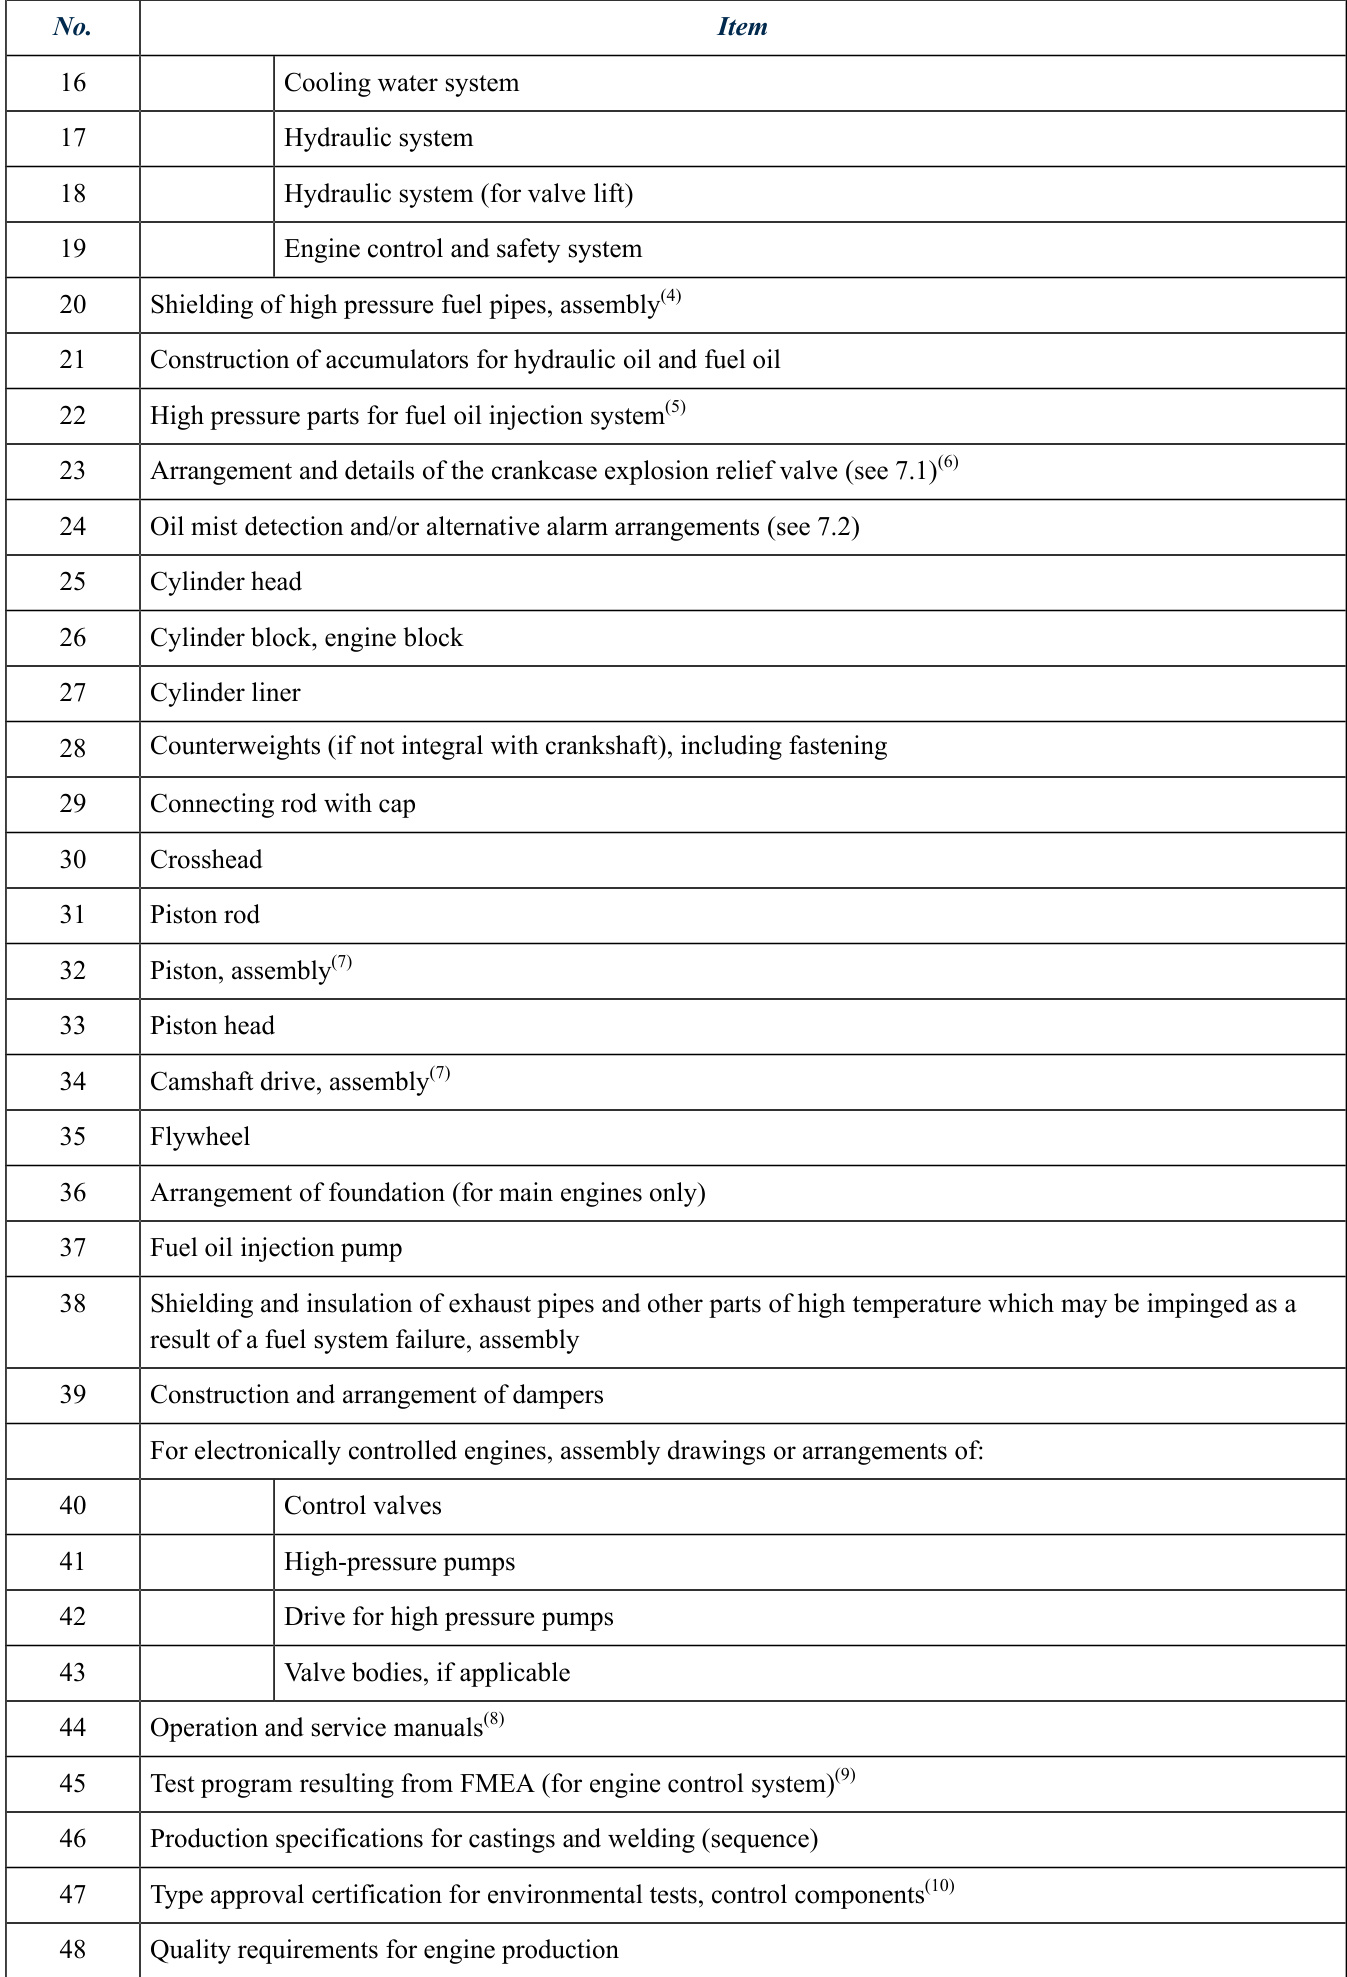 No. Item
16 Cooling water system
17 Hydraulic system
18 Hydraulic system (for valve lift)
19 Engine control and safety system
20 Shielding of high pressure fuel pipes, assembly(4)
21 Construction of accumulators for hydraulic oil and fuel oil
22 High pressure parts for fuel oil injection system(5)
23 Arrangement and details of the crankcase explosion relief valve (see 7.1)(6)
24 Oil mist detection and/or alternative alarm arrangements (see 7.2)
25 Cylinder head
26 Cylinder block, engine block
27 Cylinder liner
28 Counterweights (if not integral with crankshaft), including fastening
29 Connecting rod with cap
30 Crosshead
31 Piston rod
32 Piston, assembly(7)
33 Piston head
34 Camshaft drive, assembly(7)
35 Flywheel
36 Arrangement of foundation (for main engines only)
37 Fuel oil injection pump
38 Shielding and insulation of exhaust pipes and other parts of high temperature which may be impinged as a
result of a fuel system failure, assembly
39 Construction and arrangement of dampers
For electronically controlled engines, assembly drawings or arrangements of:
40 Control valves
41 High-pressure pumps
42 Drive for high pressure pumps
43 Valve bodies, if applicable
44 Operation and service manuals(8)
45 Test program resulting from FMEA (for engine control system)(9)
46 Production specifications for castings and welding (sequence)
47 Type approval certification for environmental tests, control components(10)
48 Quality requirements for engine production